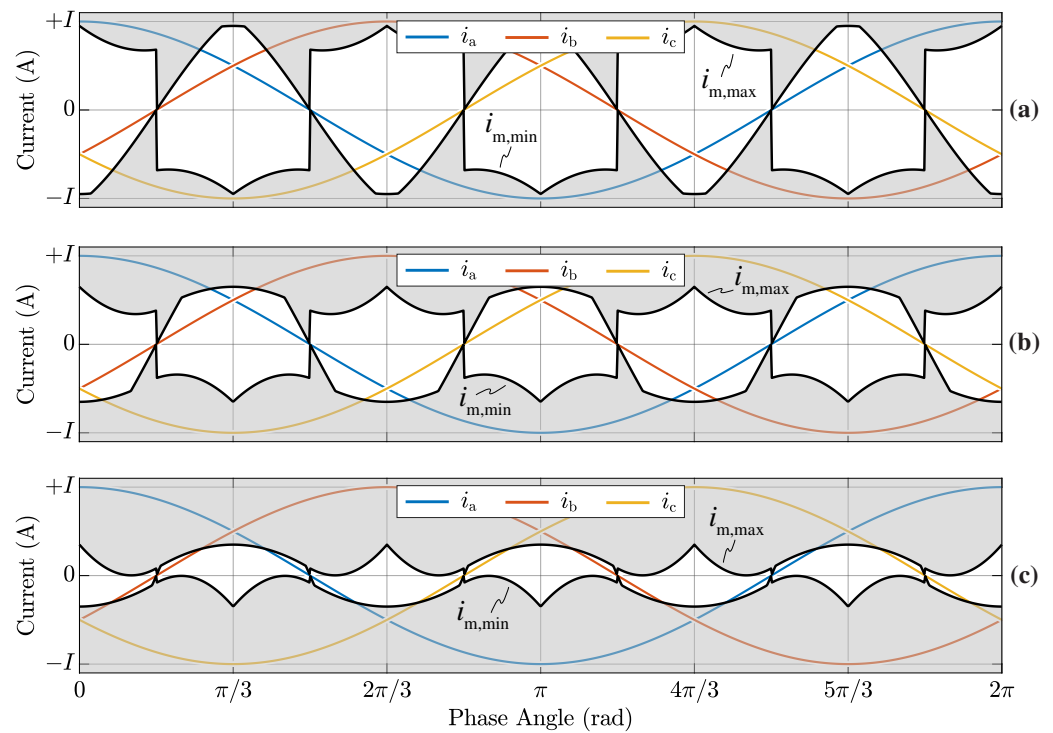 +I
0
−I
Current (A)
i_a i_b i_c
i_m,max
i_m,min
(a)
+I
0
−I
Current (A)
i_a i_b i_c
i_m,max
i_m,min
(b)
+I
0
−I
Current (A)
i_a i_b i_c
i_m,max
i_m,min
(c)
0 π/3 2π/3 π 4π/3 5π/3 2π
Phase Angle (rad)